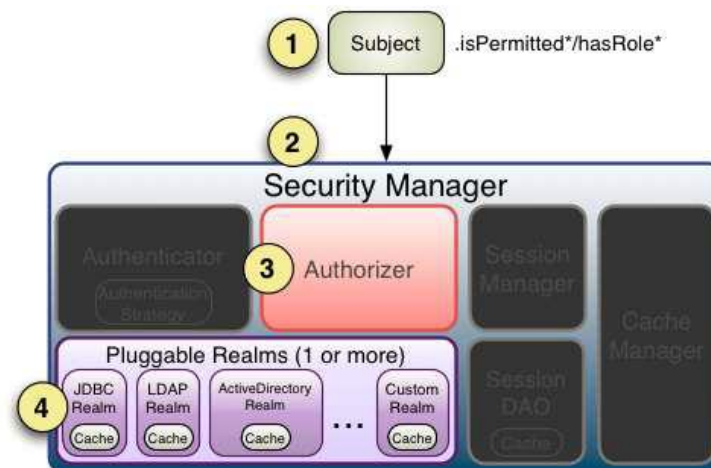 1
Subject
.isPermitted*/hasRole*
2
Security Manager
Authenticator
Authentication
Strategy
3
Authorizer
Session
Manager
Cache
Manager
Pluggable Realms (1 or more)
4
JDBC
Realm
Cache
LDAP
Realm
Cache
ActiveDirectory
Realm
Cache
...
Custom
Realm
Cache
Session
DAO
Cache